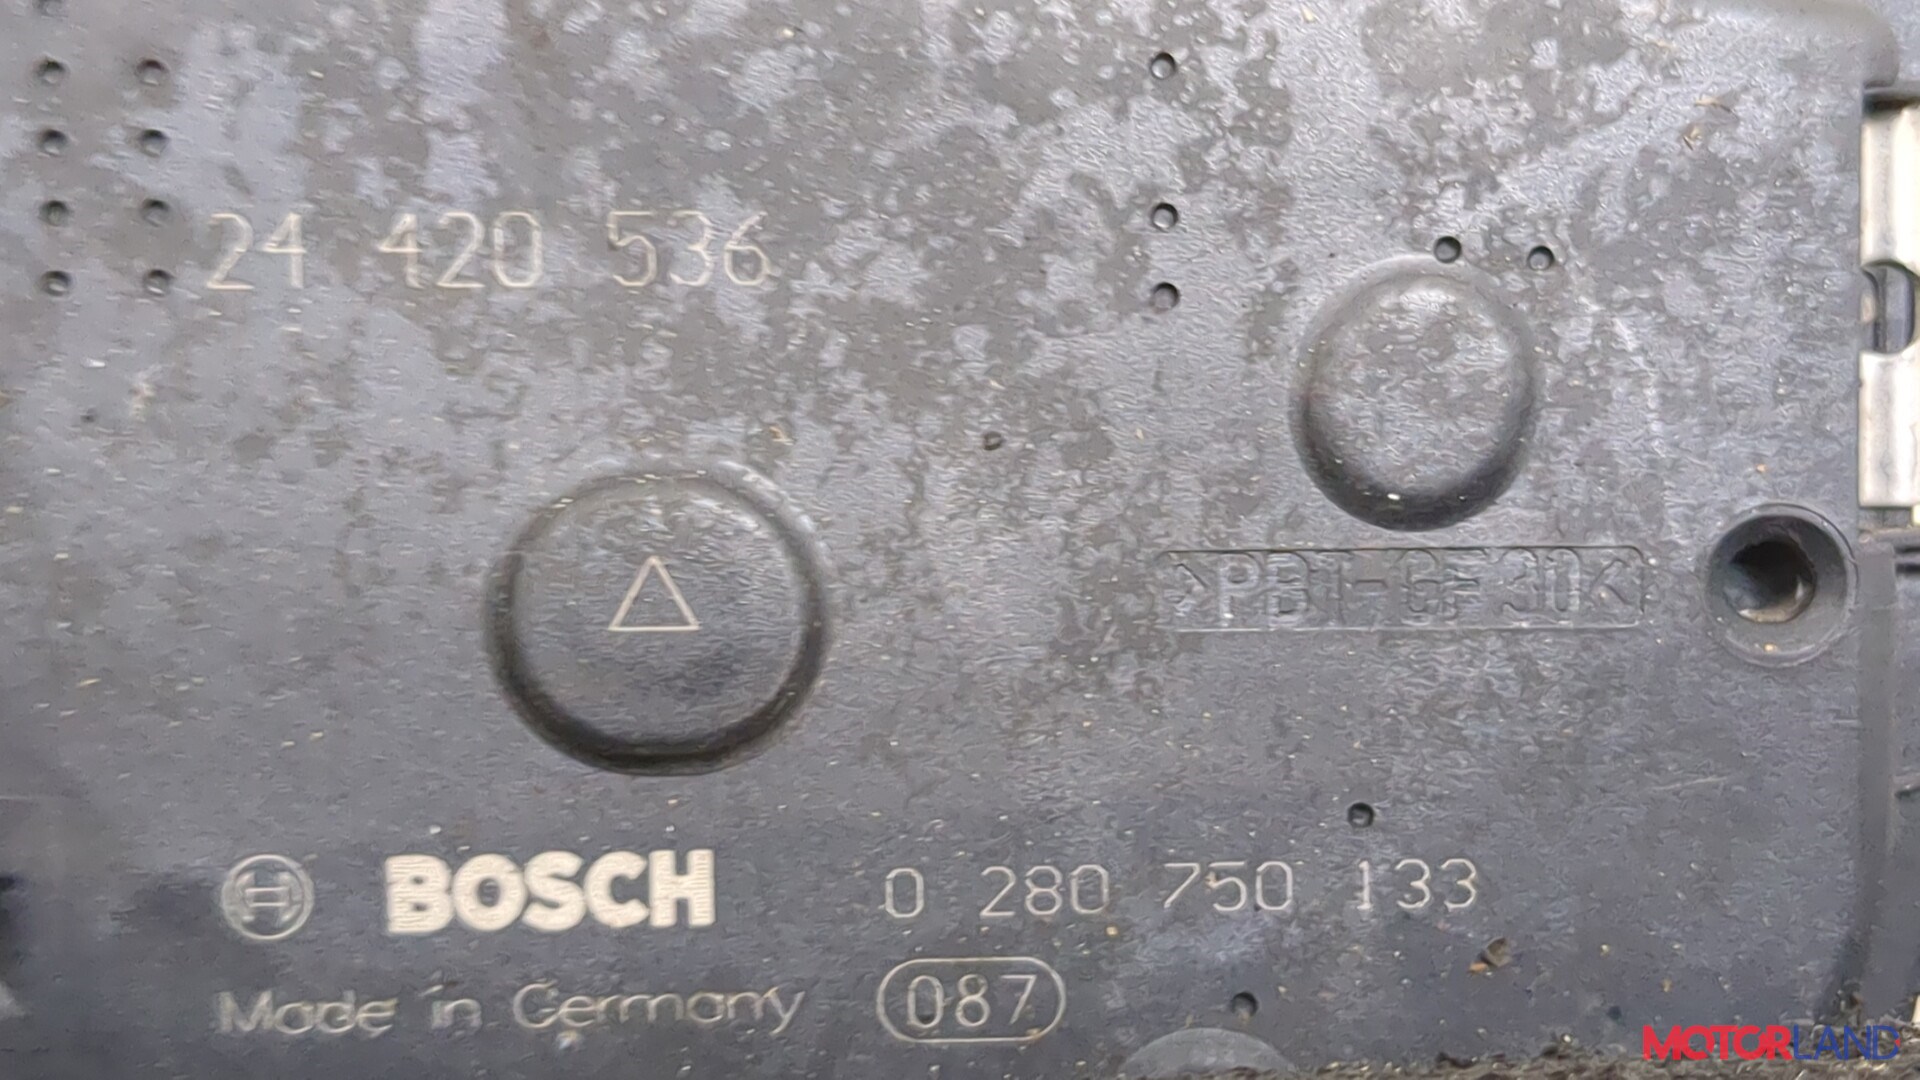 24 420 536
>PBT-GF30<
BOSCH 0 280 750 133
Made in Germany 087
MOTORLAND